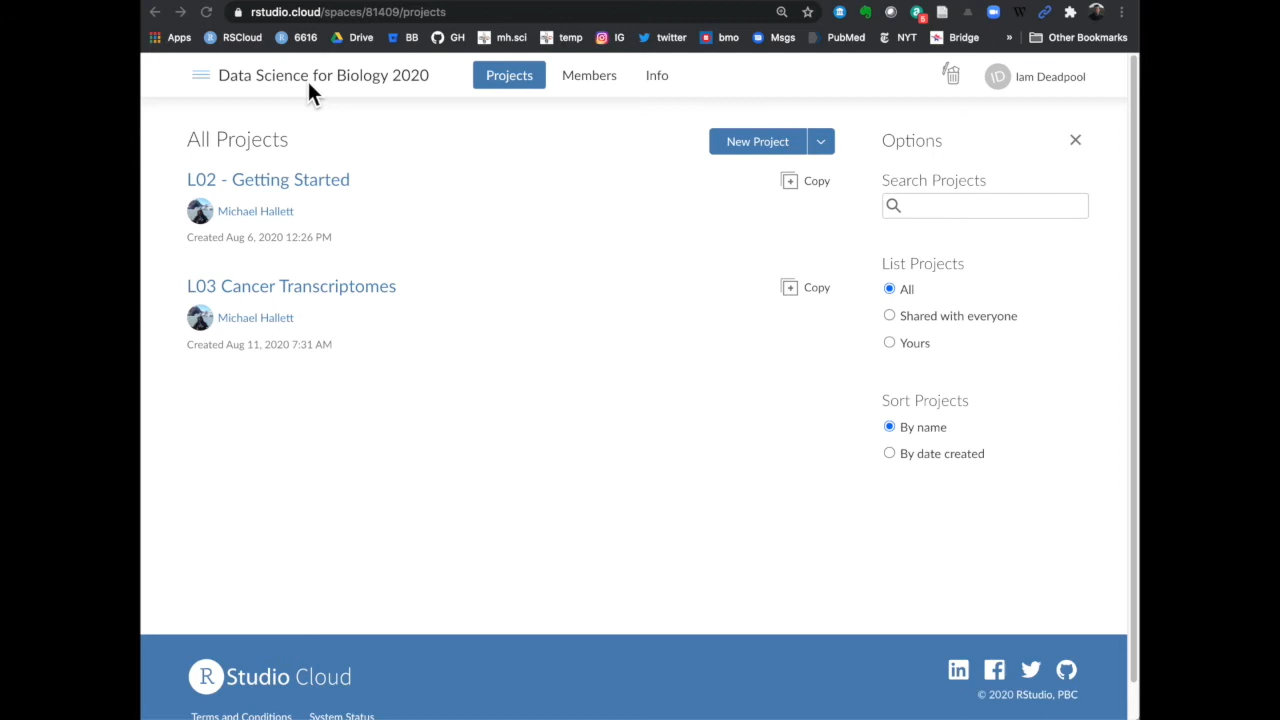 rstudio.cloud/spaces/81409/projects
Apps RSCloud 6616 Drive BB GH mh.sci temp IG twitter bmo Msgs PubMed NYT Bridge » Other Bookmarks
Data Science for Biology 2020 Projects Members Info ID Iam Deadpool
All Projects New Project Options
L02 - Getting Started Copy
Michael Hallett
Created Aug 6, 2020 12:26 PM
L03 Cancer Transcriptomes Copy
Michael Hallett
Created Aug 11, 2020 7:31 AM
Search Projects
List Projects
All
Shared with everyone
Yours
Sort Projects
By name
By date created
R Studio Cloud
© 2020 RStudio, PBC
Terms and Conditions System Status